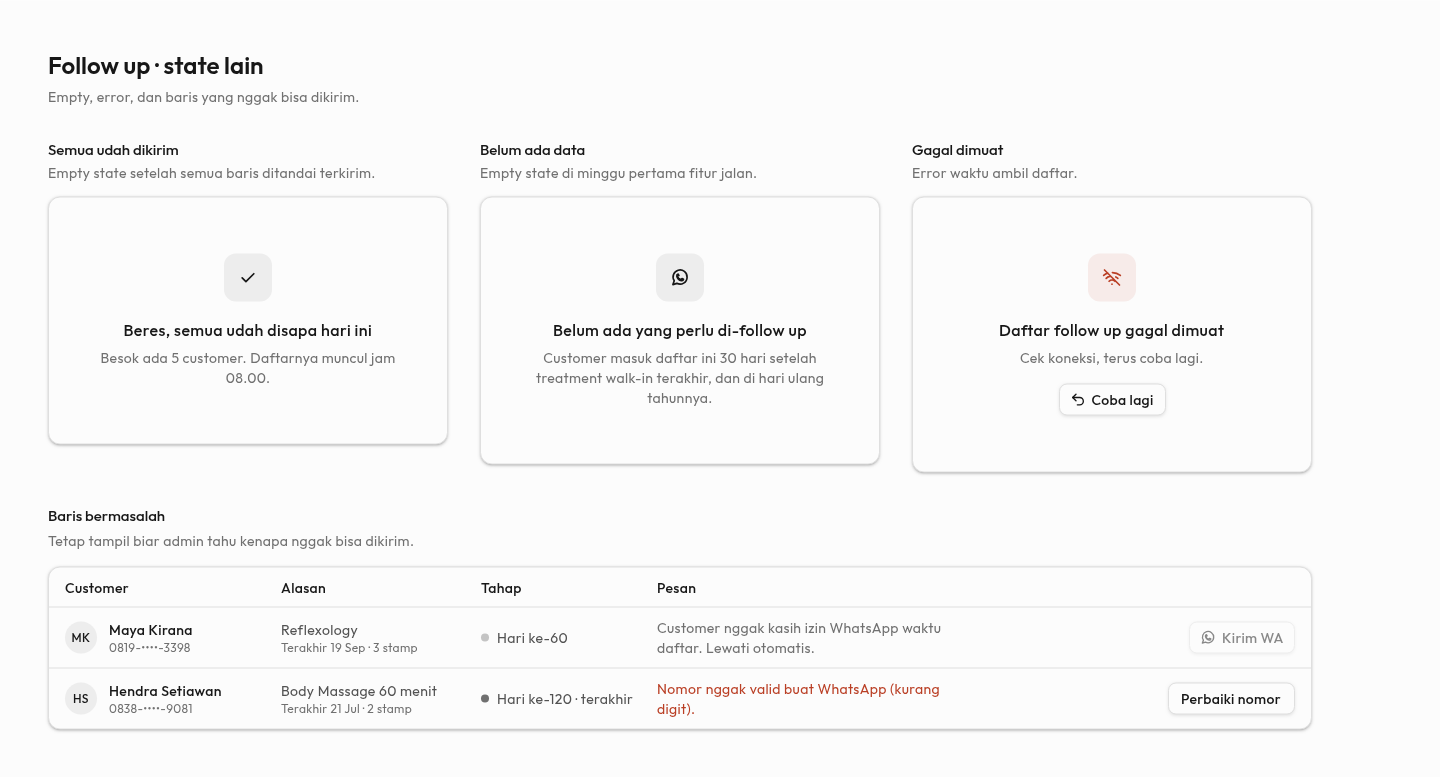 Follow up · state lain
Empty, error, dan baris yang nggak bisa dikirim.
Semua udah dikirim
Empty state setelah semua baris ditandai terkirim.
Beres, semua udah disapa hari ini
Besok ada 5 customer. Daftarnya muncul jam
08.00.
Belum ada data
Empty state di minggu pertama fitur jalan.
Belum ada yang perlu di-follow up
Customer masuk daftar ini 30 hari setelah
treatment walk-in terakhir, dan di hari ulang
tahunnya.
Gagal dimuat
Error waktu ambil daftar.
Daftar follow up gagal dimuat
Cek koneksi, terus coba lagi.
Coba lagi
Baris bermasalah
Tetap tampil biar admin tahu kenapa nggak bisa dikirim.
Customer Alasan Tahap Pesan
MK Maya Kirana
0819-••••-3398
Reflexology
Terakhir 19 Sep · 3 stamp
Hari ke-60
Customer nggak kasih izin WhatsApp waktu
daftar. Lewati otomatis.
Kirim WA
HS Hendra Setiawan
0838-••••-9081
Body Massage 60 menit
Terakhir 21 Jul · 2 stamp
Hari ke-120 · terakhir
Nomor nggak valid buat WhatsApp (kurang
digit).
Perbaiki nomor